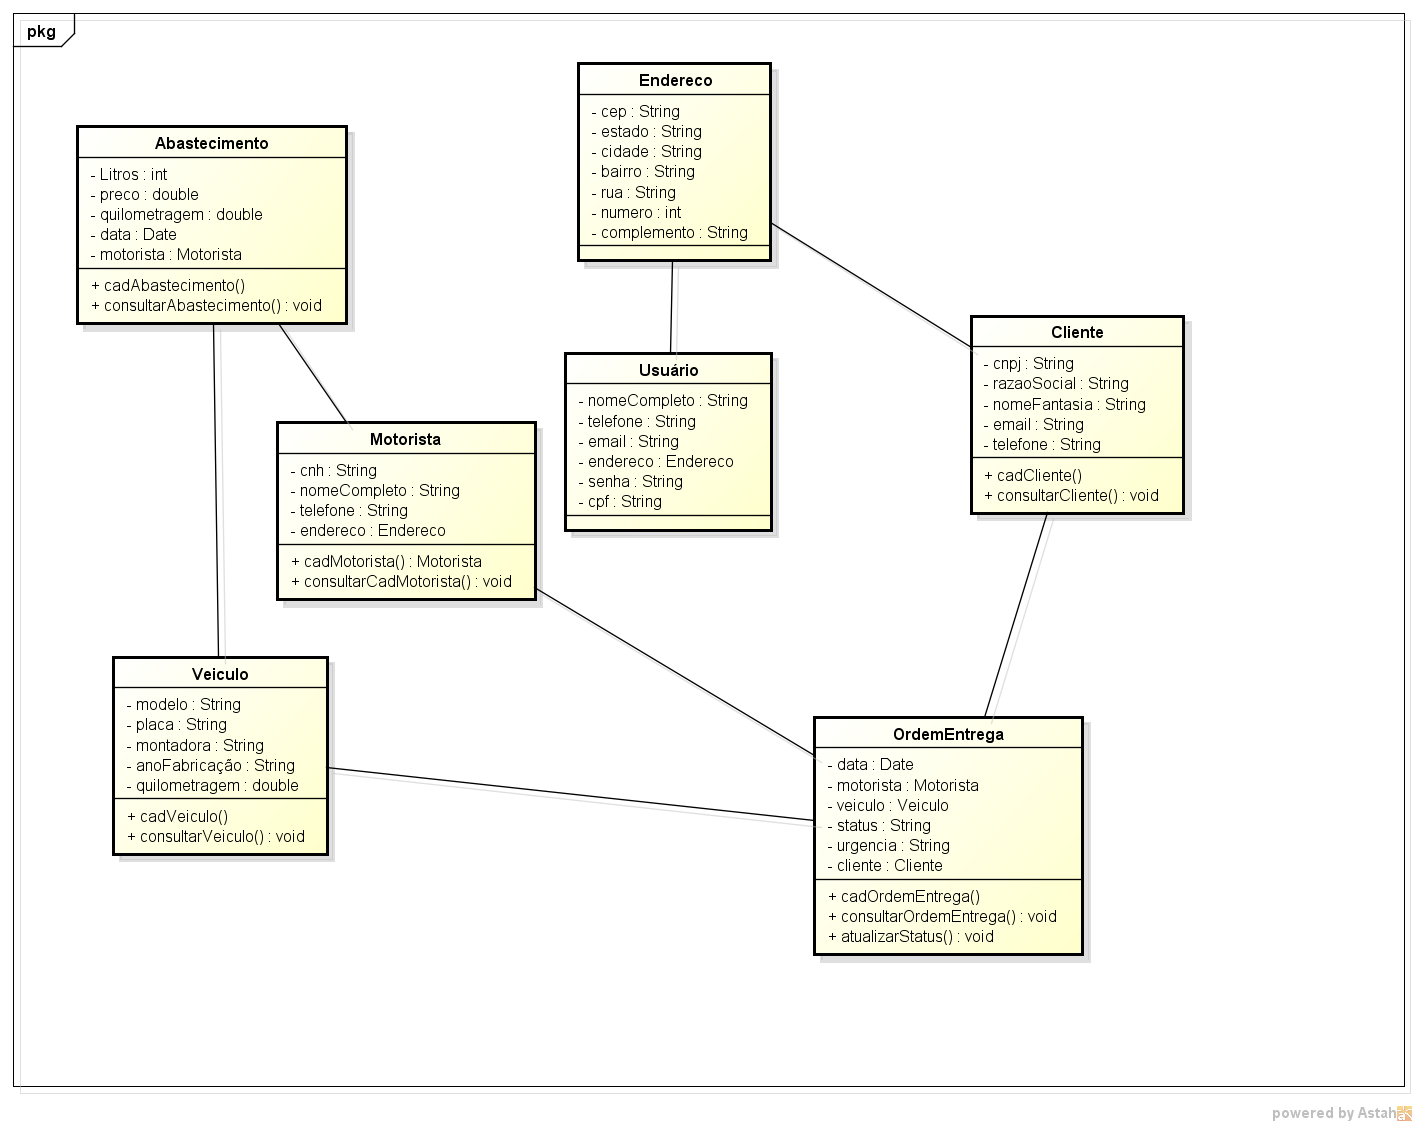 pkg
Endereco
- cep : String
- estado : String
- cidade : String
- bairro : String
- rua : String
- numero : int
- complemento : String
Abastecimento
- Litros : int
- preco : double
- quilometragem : double
- data : Date
- motorista : Motorista
+ cadAbastecimento()
+ consultarAbastecimento() : void
Cliente
- cnpj : String
- razaoSocial : String
- nomeFantasia : String
- email : String
- telefone : String
+ cadCliente()
+ consultarCliente() : void
Usuário
- nomeCompleto : String
- telefone : String
- email : String
- endereco : Endereco
- senha : String
- cpf : String
Motorista
- cnh : String
- nomeCompleto : String
- telefone : String
- endereco : Endereco
+ cadMotorista() : Motorista
+ consultarCadMotorista() : void
Veiculo
- modelo : String
- placa : String
- montadora : String
- anoFabricação : String
- quilometragem : double
+ cadVeiculo()
+ consultarVeiculo() : void
OrdemEntrega
- data : Date
- motorista : Motorista
- veiculo : Veiculo
- status : String
- urgencia : String
- cliente : Cliente
+ cadOrdemEntrega()
+ consultarOrdemEntrega() : void
+ atualizarStatus() : void
powered by Astah